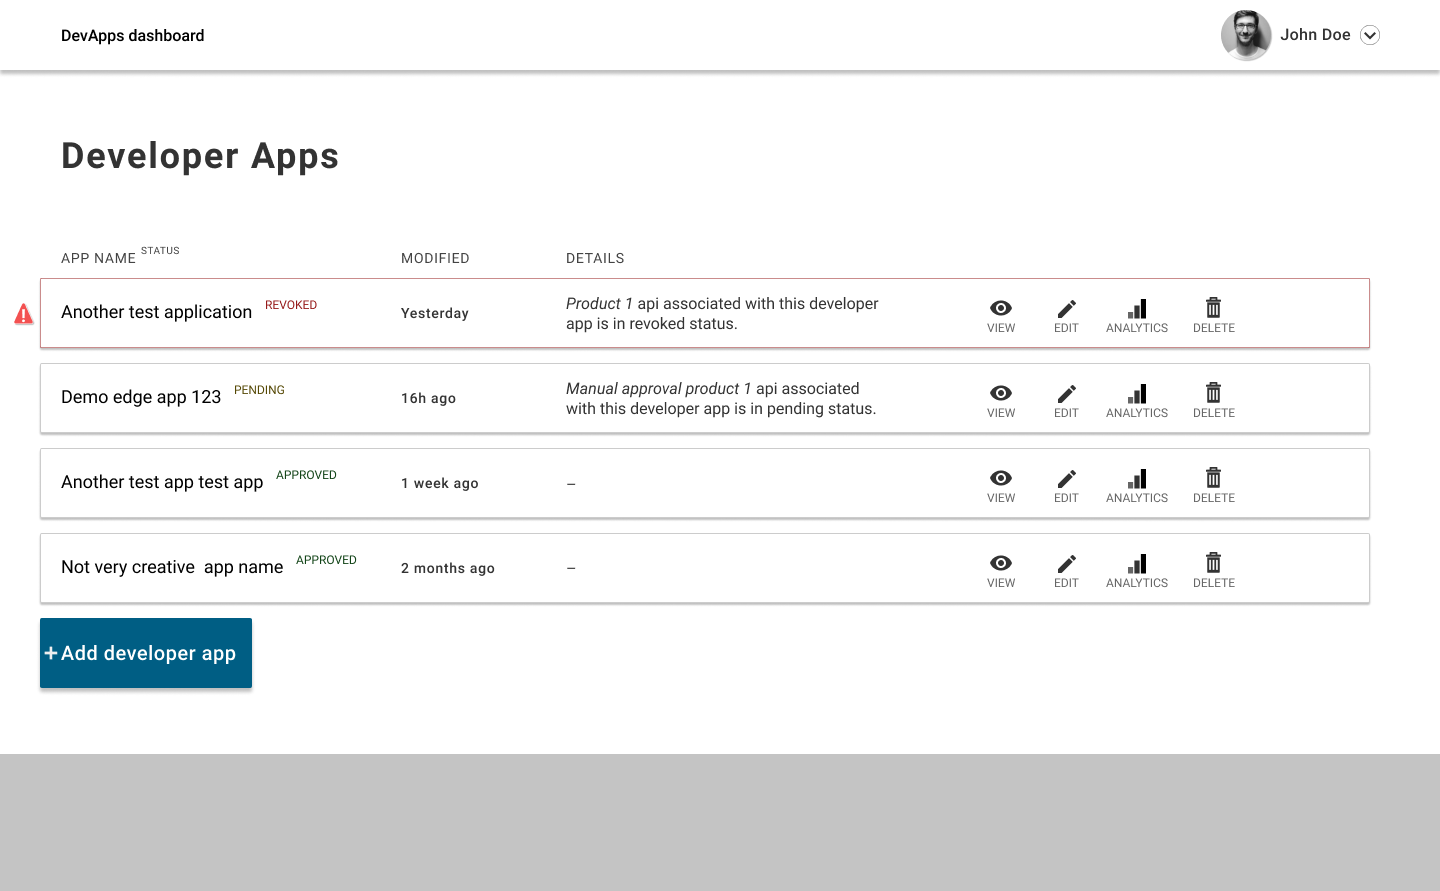 DevApps dashboard
John Doe
Developer Apps
APP NAME STATUS MODIFIED DETAILS
Another test application REVOKED Yesterday
Product 1 api associated with this developer
app is in revoked status.
VIEW EDIT ANALYTICS DELETE
Demo edge app 123 PENDING 16h ago
Manual approval product 1 api associated
with this developer app is in pending status.
VIEW EDIT ANALYTICS DELETE
Another test app test app APPROVED 1 week ago –
VIEW EDIT ANALYTICS DELETE
Not very creative  app name APPROVED 2 months ago –
VIEW EDIT ANALYTICS DELETE
+ Add developer app